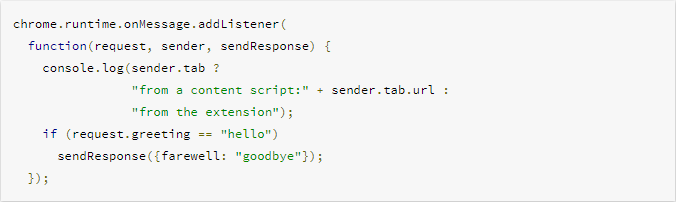 chrome.runtime.onMessage.addListener(
  function(request, sender, sendResponse) {
    console.log(sender.tab ?
                "from a content script:" + sender.tab.url :
                "from the extension");
    if (request.greeting == "hello")
      sendResponse({farewell: "goodbye"});
  });